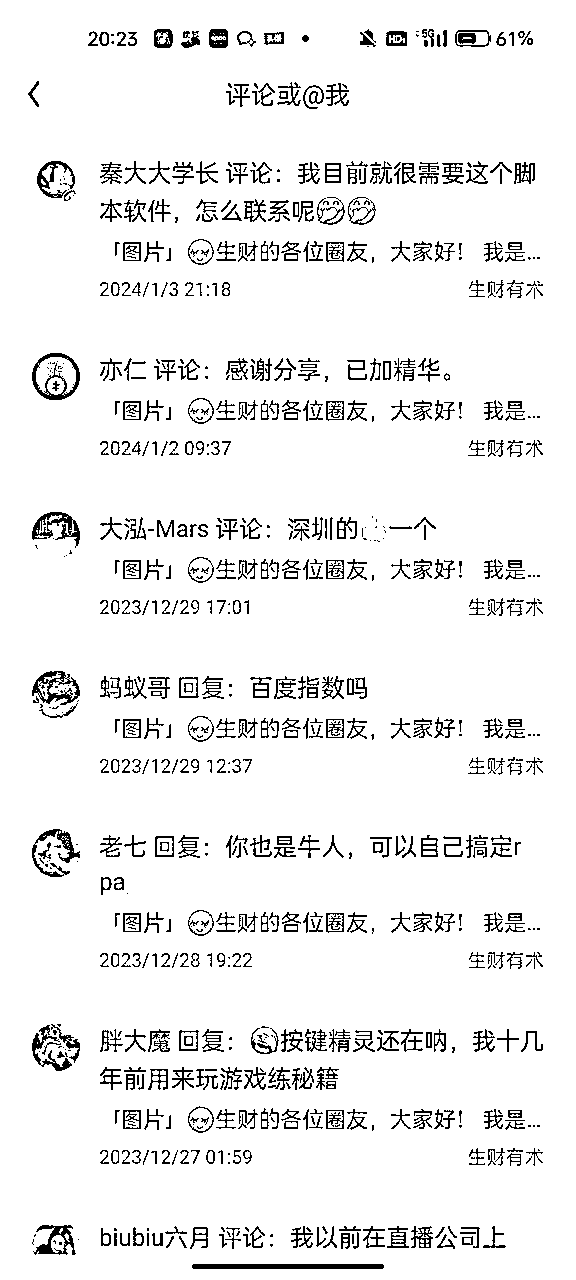 20:23 HD 5G 61%
评论或@我
秦大大学长 评论：我目前就很需要这个脚
本软件，怎么联系呢
「图片」生财的各位圈友，大家好！ 我是...
2024/1/3 21:18 生财有术
亦仁 评论：感谢分享，已加精华。
「图片」生财的各位圈友，大家好！ 我是...
2024/1/2 09:37 生财有术
大泓-Mars 评论：深圳的👍🏻一个
「图片」生财的各位圈友，大家好！ 我是...
2023/12/29 17:01 生财有术
蚂蚁哥 回复：百度指数吗
「图片」生财的各位圈友，大家好！ 我是...
2023/12/29 12:37 生财有术
老七 回复：你也是牛人，可以自己搞定r
pa
「图片」生财的各位圈友，大家好！ 我是...
2023/12/28 19:22 生财有术
胖大魔 回复：按键精灵还在呐，我十几
年前用来玩游戏练秘籍
「图片」生财的各位圈友，大家好！ 我是...
2023/12/27 01:59 生财有术
biubiu六月 评论：我以前在直播公司上